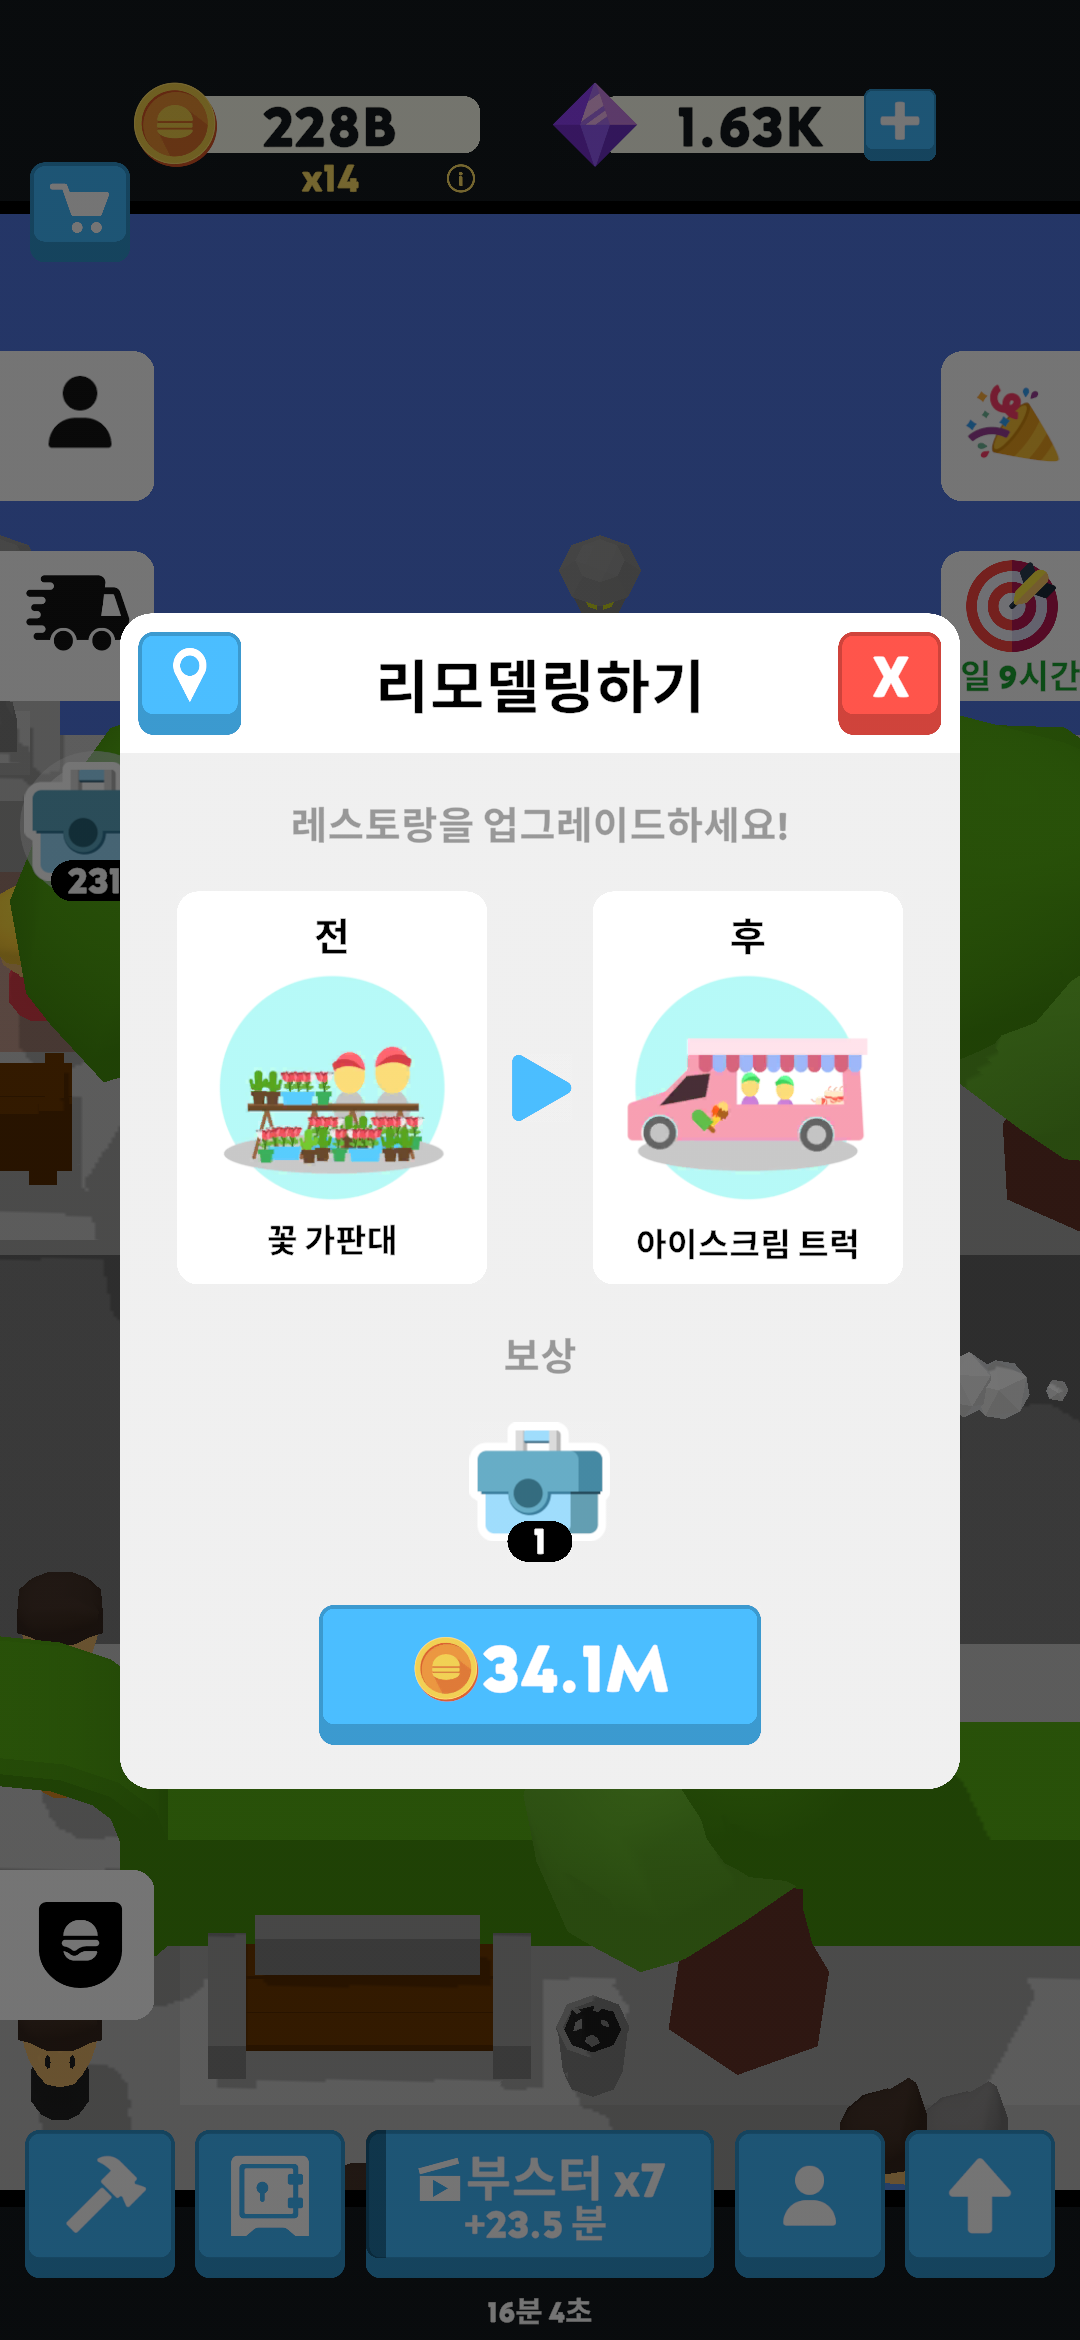 228B
1.63K
x14
일 9시간
231
리모델링하기
X
레스토랑을 업그레이드하세요!
전
후
꽃 가판대
아이스크림 트럭
보상
1
34.1M
부스터 x7
+23.5 분
16분 4초